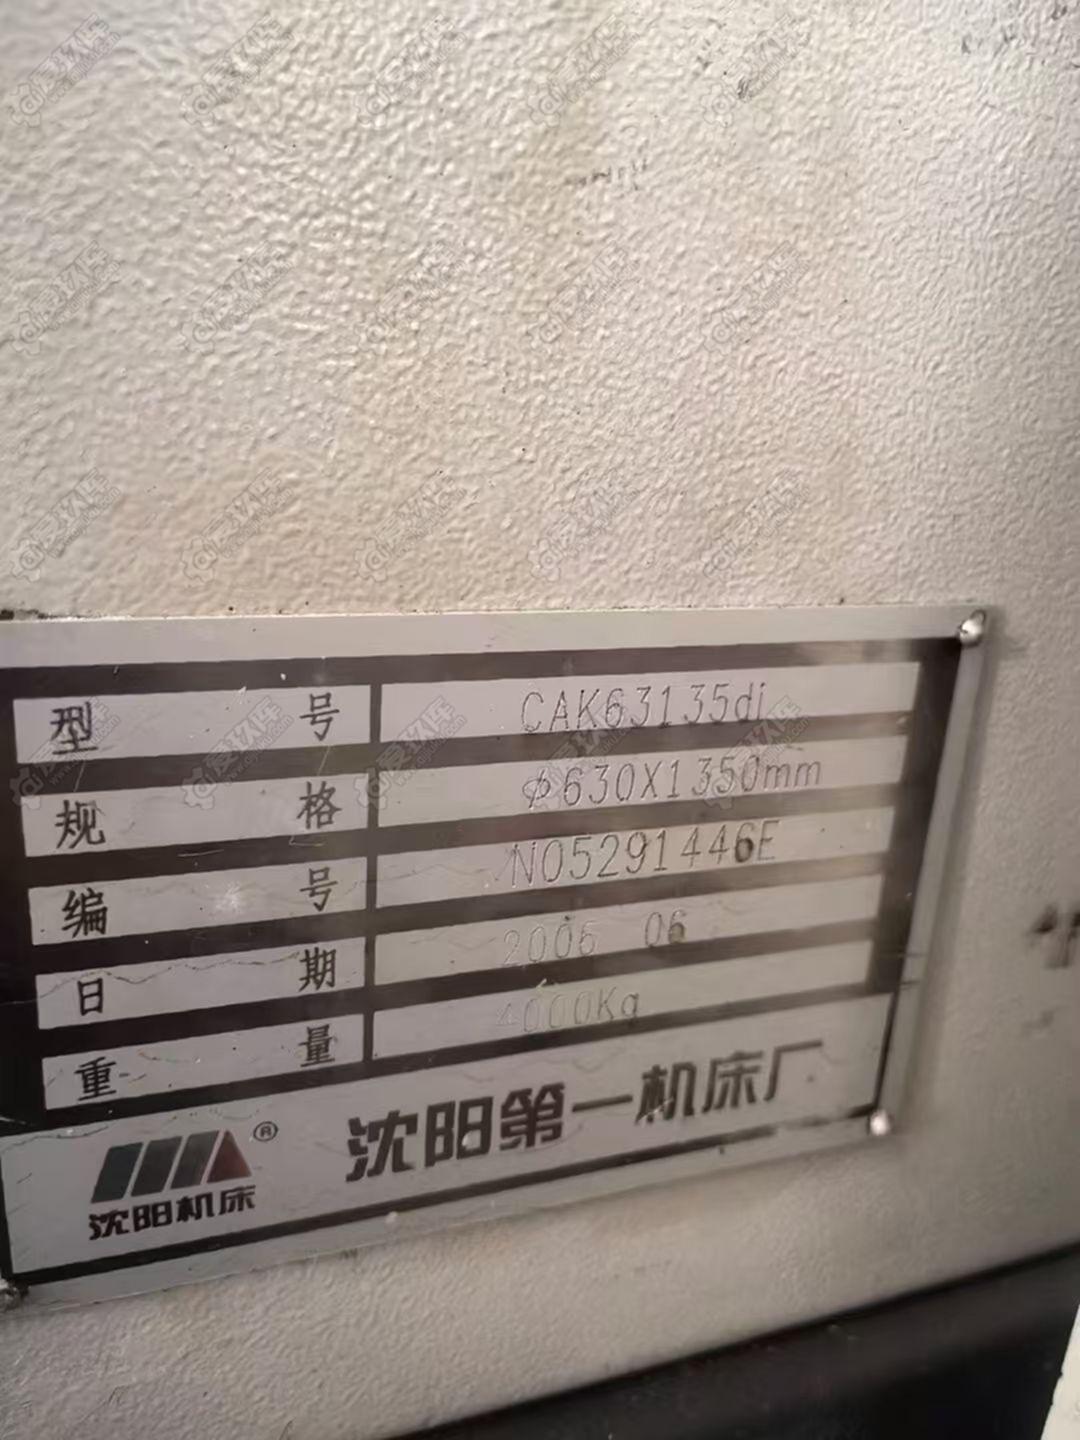 型 号 CAK63135di
规 格 φ630X1350mm
编 号 NO5291446E
日 期 2006 06
重 量 4000Kg
沈阳机床 ®
沈阳第一机床厂